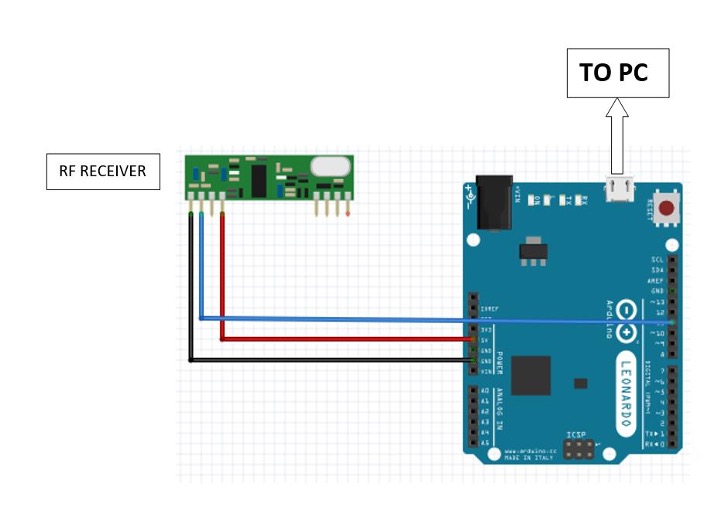 TO PC
RF RECEIVER
+VIN
ON
TX
RX
RESET
SCL
SDA
AREF
GND
~13
12
~10
~9
8
IOREF
3V3
5V
GND
GND
VIN
POWER
Arduino
LEONARDO
DIGITAL (PWM=~)
7
~6
~5
4
~3
2
TX▶1
RX◀0
A0
A1
A2
A3
A4
A5
ANALOG IN
ICSP
www.arduino.cc
MADE IN ITALY